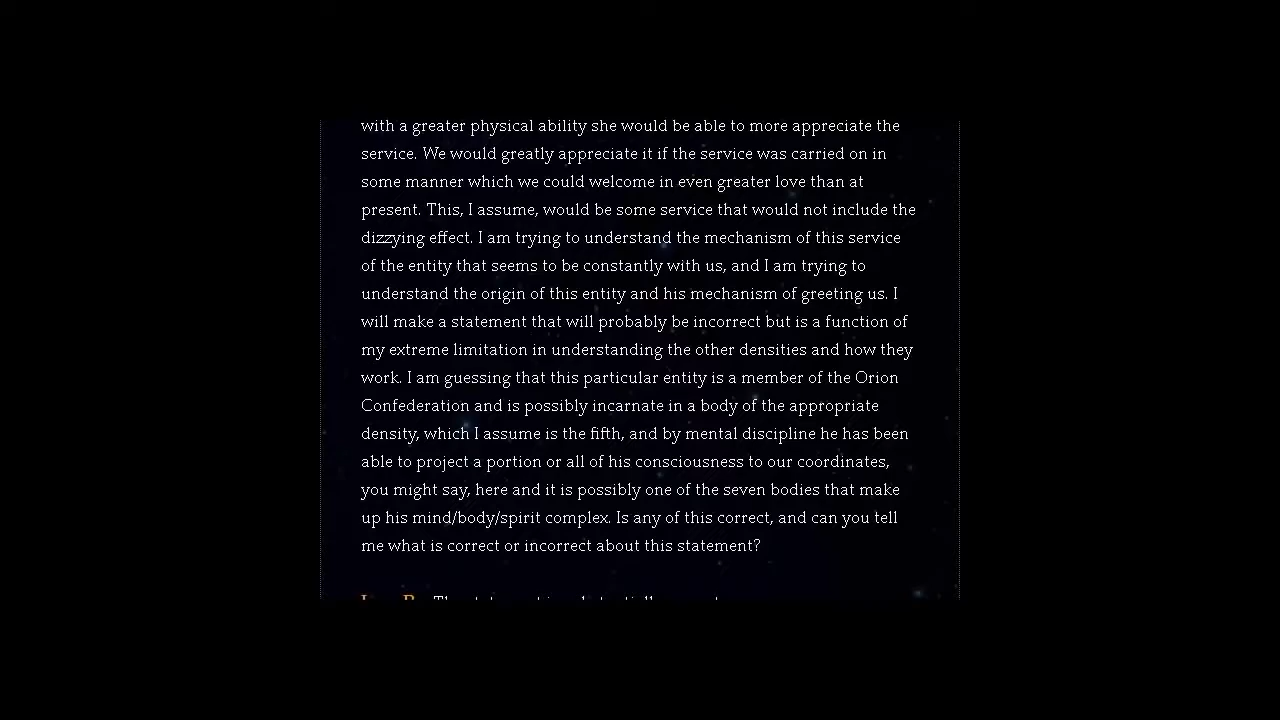 with a greater physical ability she would be able to more appreciate the
service. We would greatly appreciate it if the service was carried on in
some manner which we could welcome in even greater love than at
present. This, I assume, would be some service that would not include the
dizzying effect. I am trying to understand the mechanism of this service
of the entity that seems to be constantly with us, and I am trying to
understand the origin of this entity and his mechanism of greeting us. I
will make a statement that will probably be incorrect but is a function of
my extreme limitation in understanding the other densities and how they
work. I am guessing that this particular entity is a member of the Orion
Confederation and is possibly incarnate in a body of the appropriate
density, which I assume is the fifth, and by mental discipline he has been
able to project a portion or all of his consciousness to our coordinates,
you might say, here and it is possibly one of the seven bodies that make
up his mind/body/spirit complex. Is any of this correct, and can you tell
me what is correct or incorrect about this statement?